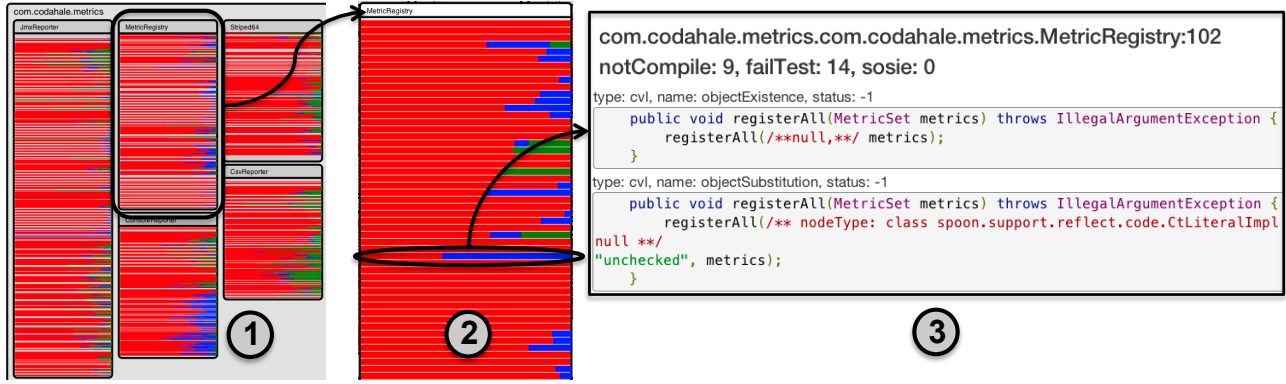 com.codahale.metrics
JmxReporter
MetricRegistry
Striped64
CsvReporter
ConsoleReporter
1
MetricRegistry
2
com.codahale.metrics.com.codahale.metrics.MetricRegistry:102
notCompile: 9, failTest: 14, sosie: 0
type: cvl, name: objectExistence, status: -1
public void registerAll(MetricSet metrics) throws IllegalArgumentException {
registerAll(/**null,**/ metrics);
}
type: cvl, name: objectSubstitution, status: -1
public void registerAll(MetricSet metrics) throws IllegalArgumentException {
registerAll(/** nodeType: class spoon.support.reflect.code.CtLiteralImpl
null **/
"unchecked", metrics);
}
3